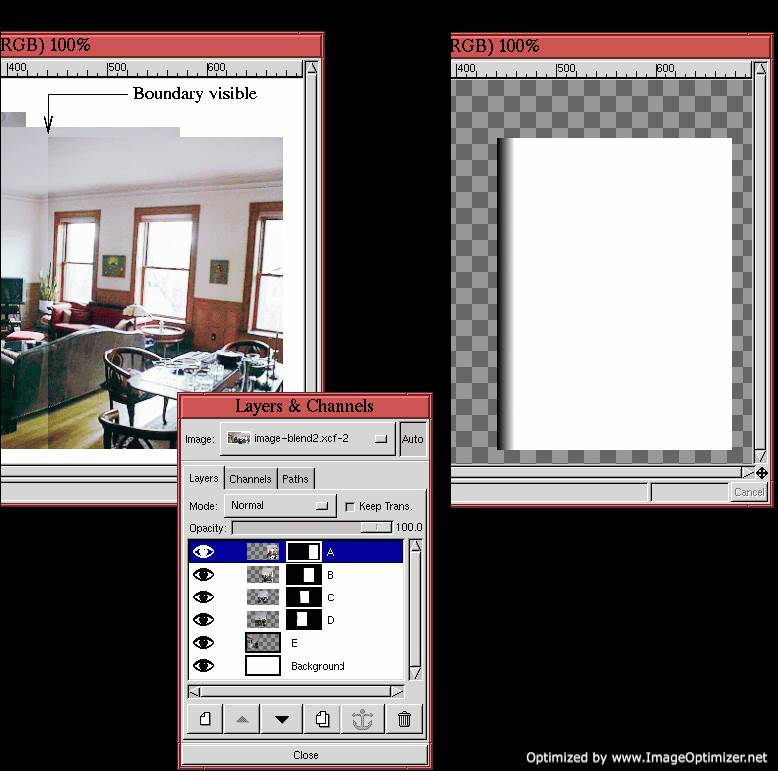 RGB) 100%
400 500 600
Boundary visible
RGB) 100%
400 500 600
Cancel
Layers & Channels
Image: image-blend2.xcf-2 Auto
Layers Channels Paths
Mode: Normal Keep Trans.
Opacity: 100.0
A
B
C
D
E
Background
Close
Optimized by www.ImageOptimizer.net